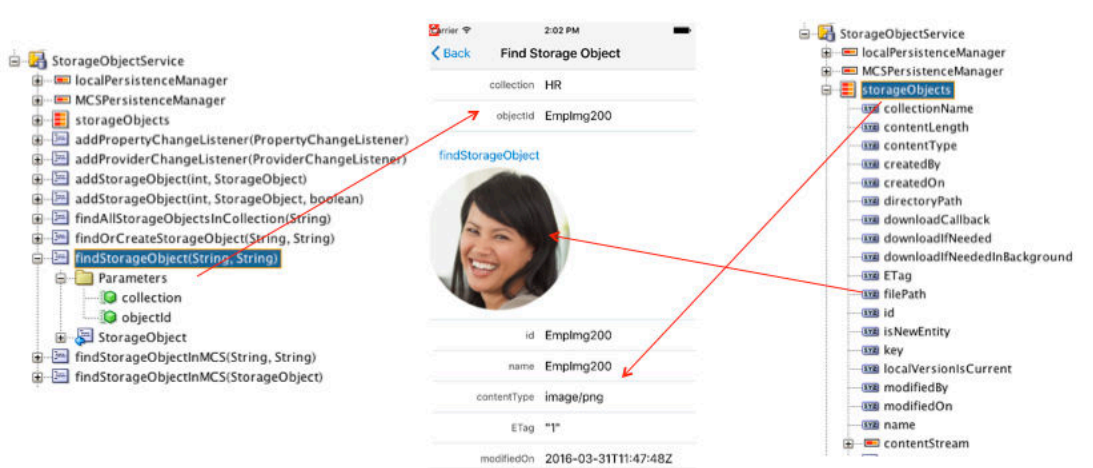 StorageObjectService
localPersistenceManager
MCSPersistenceManager
storageObjects
addPropertyChangeListener(PropertyChangeListener)
addProviderChangeListener(ProviderChangeListener)
addStorageObject(int, StorageObject)
addStorageObject(int, StorageObject, boolean)
findAllStorageObjectsInCollection(String)
findOrCreateStorageObject(String, String)
findStorageObject(String, String)
Parameters
collection
objectId
StorageObject
findStorageObjectInMCS(String, String)
findStorageObjectInMCS(StorageObject)
2:02 PM
Back Find Storage Object
collection HR
objectId EmpImg200
findStorageObject
id EmpImg200
name EmpImg200
contentType image/png
ETag "1"
modifiedOn 2016-03-31T11:47:48Z
StorageObjectService
localPersistenceManager
MCSPersistenceManager
storageObjects
collectionName
contentLength
contentType
createdBy
createdOn
directoryPath
downloadCallback
downloadIfNeeded
downloadIfNeededInBackground
ETag
filePath
id
isNewEntity
key
localVersionIsCurrent
modifiedBy
modifiedOn
name
contentStream